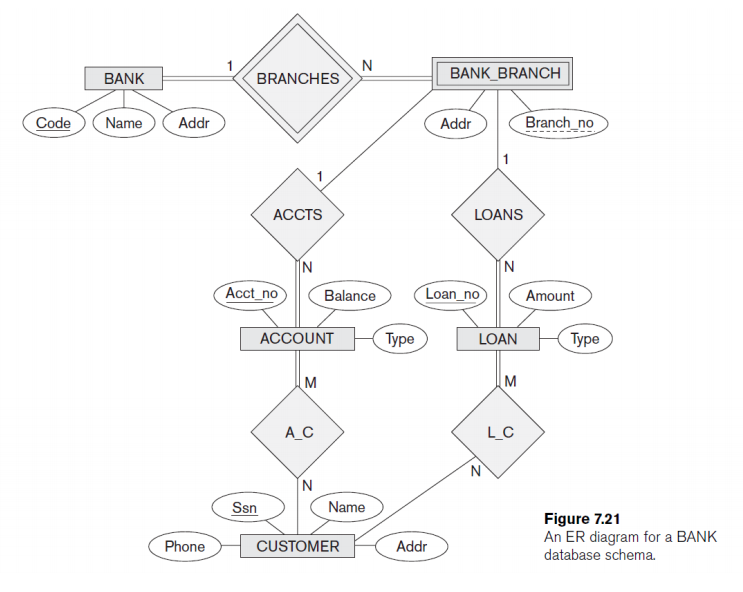 1
N
BANK
BRANCHES
BANK_BRANCH
Code
Name
Addr
Addr
Branch_no
1
1
ACCTS
LOANS
N
N
Acct_no
Balance
Loan_no
Amount
ACCOUNT
Type
LOAN
Type
M
M
A_C
L_C
N
N
Ssn
Name
Phone
CUSTOMER
Addr
Figure 7.21
An ER diagram for a BANK
database schema.